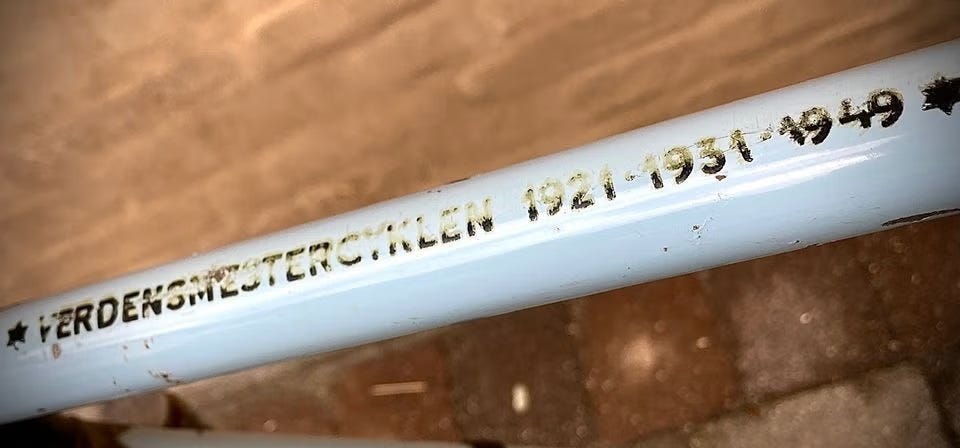 ★ VERDENSMESTERCYKLEN 1921-1931-1949 ★